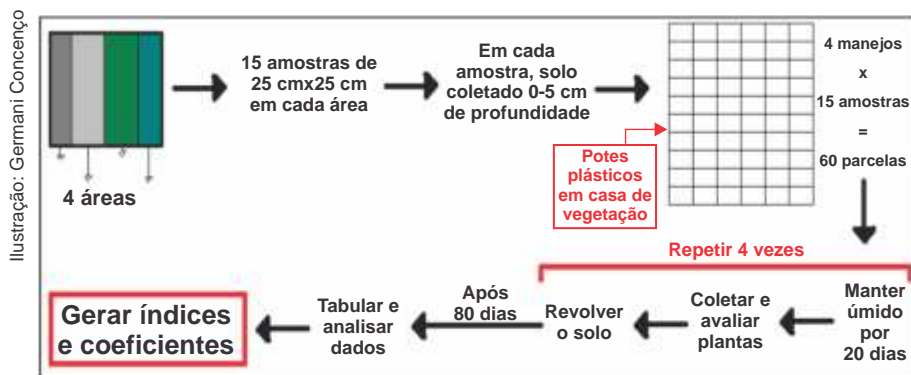 Ilustração: Germani Concenço
4 áreas
15 amostras de
25 cmx25 cm
em cada área
Em cada
amostra, solo
coletado 0-5 cm
de profundidade
Potes
plásticos
em casa de
vegetação
4 manejos
x
15 amostras
=
60 parcelas
Repetir 4 vezes
Manter
úmido
por
20 dias
Coletar e
avaliar
plantas
Revolver
o solo
Após
80 dias
Tabular e
analisar
dados
Gerar índices
e coeficientes